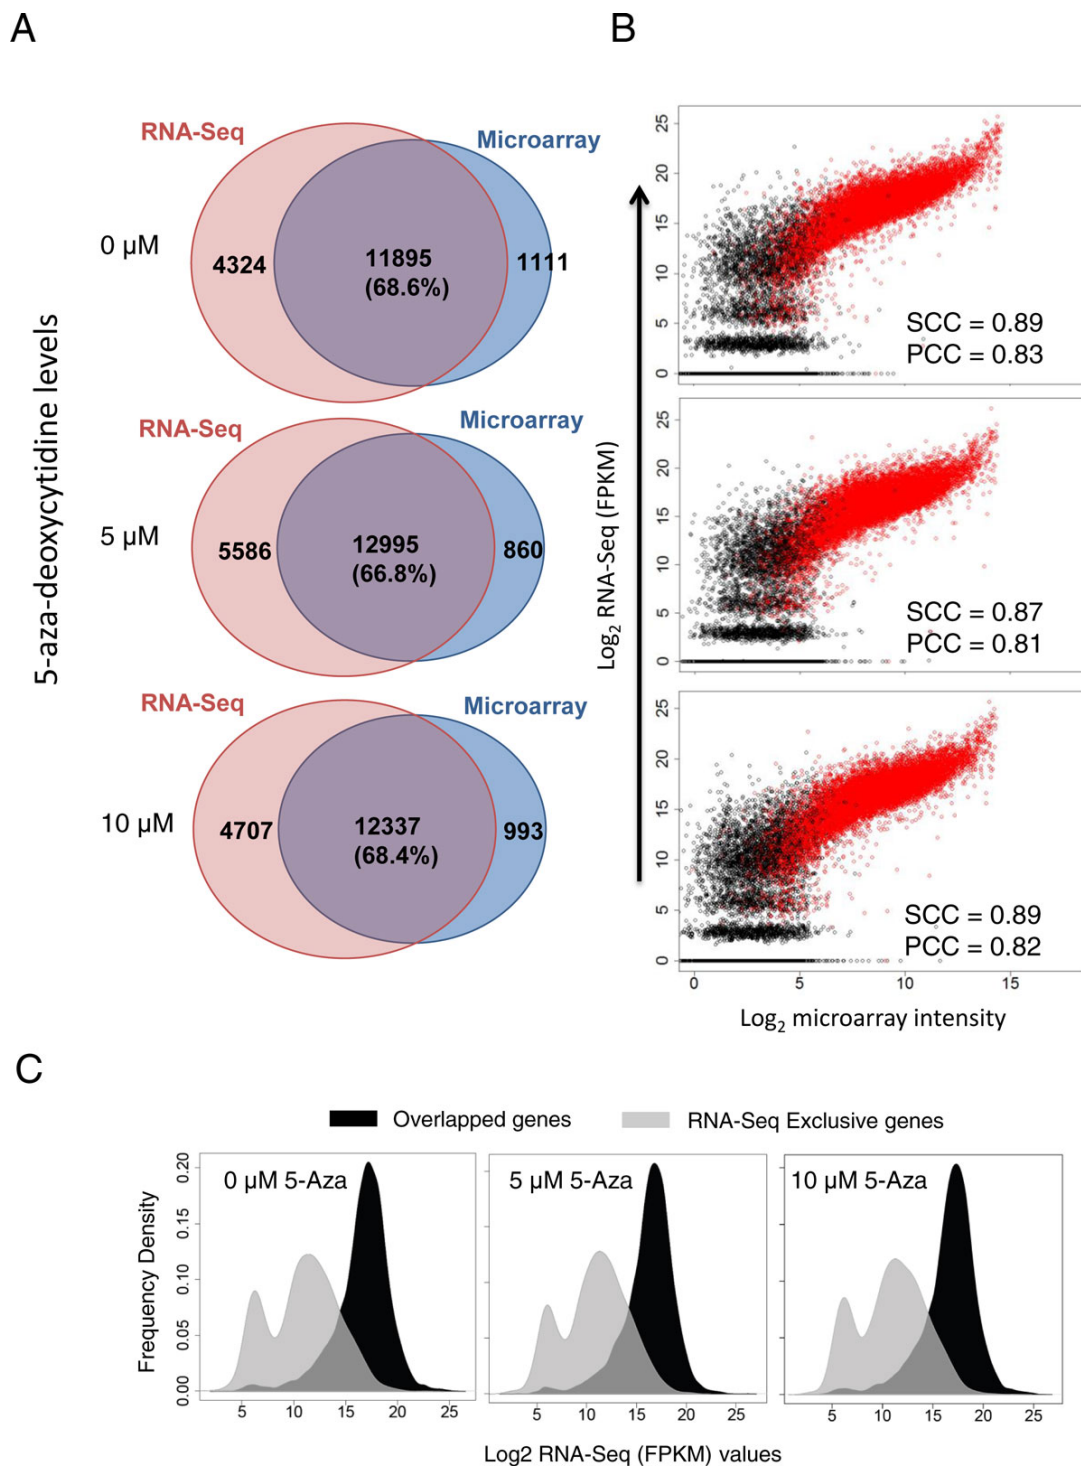 A
B
RNA-Seq
Microarray
0 µM
4324
11895
(68.6%)
1111
RNA-Seq
Microarray
5 µM
5586
12995
(66.8%)
860
RNA-Seq
Microarray
10 µM
4707
12337
(68.4%)
993
5-aza-deoxycytidine levels
Log2 RNA-Seq (FPKM)
25
20
15
10
5
0
SCC = 0.89
PCC = 0.83
25
20
15
10
5
0
SCC = 0.87
PCC = 0.81
25
20
15
10
5
0
SCC = 0.89
PCC = 0.82
0 5 10 15
Log2 microarray intensity
C
Overlapped genes
RNA-Seq Exclusive genes
Frequency Density
0.20
0.15
0.10
0.05
0.00
0 µM 5-Aza
5 µM 5-Aza
10 µM 5-Aza
5 10 15 20 25
5 10 15 20 25
5 10 15 20 25
Log2 RNA-Seq (FPKM) values